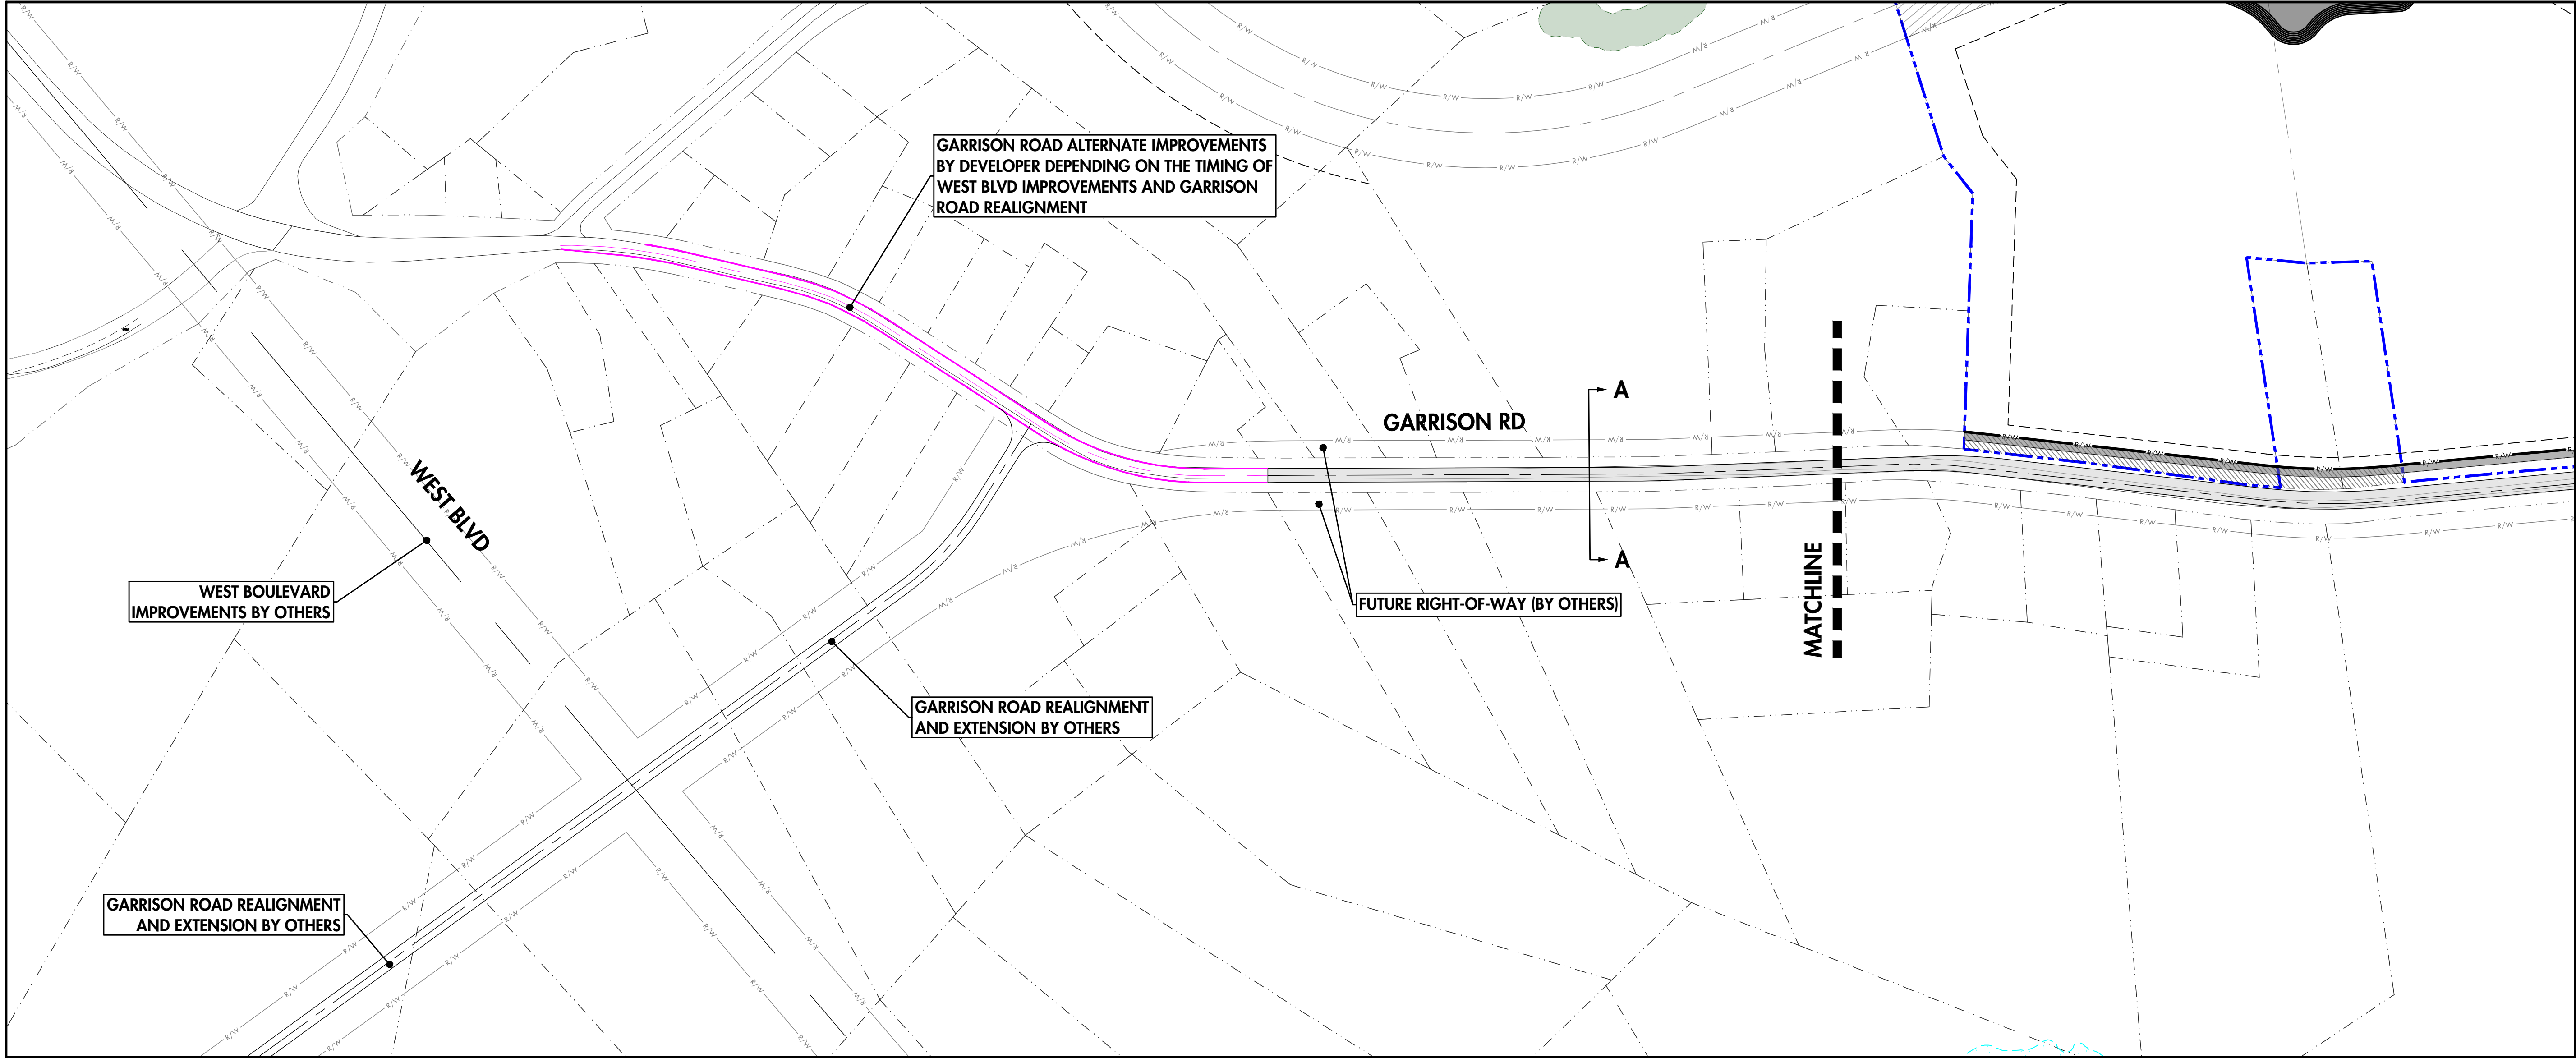 GARRISON ROAD ALTERNATE IMPROVEMENTS
BY DEVELOPER DEPENDING ON THE TIMING OF
WEST BLVD IMPROVEMENTS AND GARRISON
ROAD REALIGNMENT
A
GARRISON RD
WEST BLVD
A
MATCHLINE
WEST BOULEVARD
IMPROVEMENTS BY OTHERS
FUTURE RIGHT-OF-WAY (BY OTHERS)
GARRISON ROAD REALIGNMENT
AND EXTENSION BY OTHERS
GARRISON ROAD REALIGNMENT
AND EXTENSION BY OTHERS
R/W
R/W
R/W
R/W
R/W
R/W
R/W
R/W
R/W
R/W
R/W
R/W